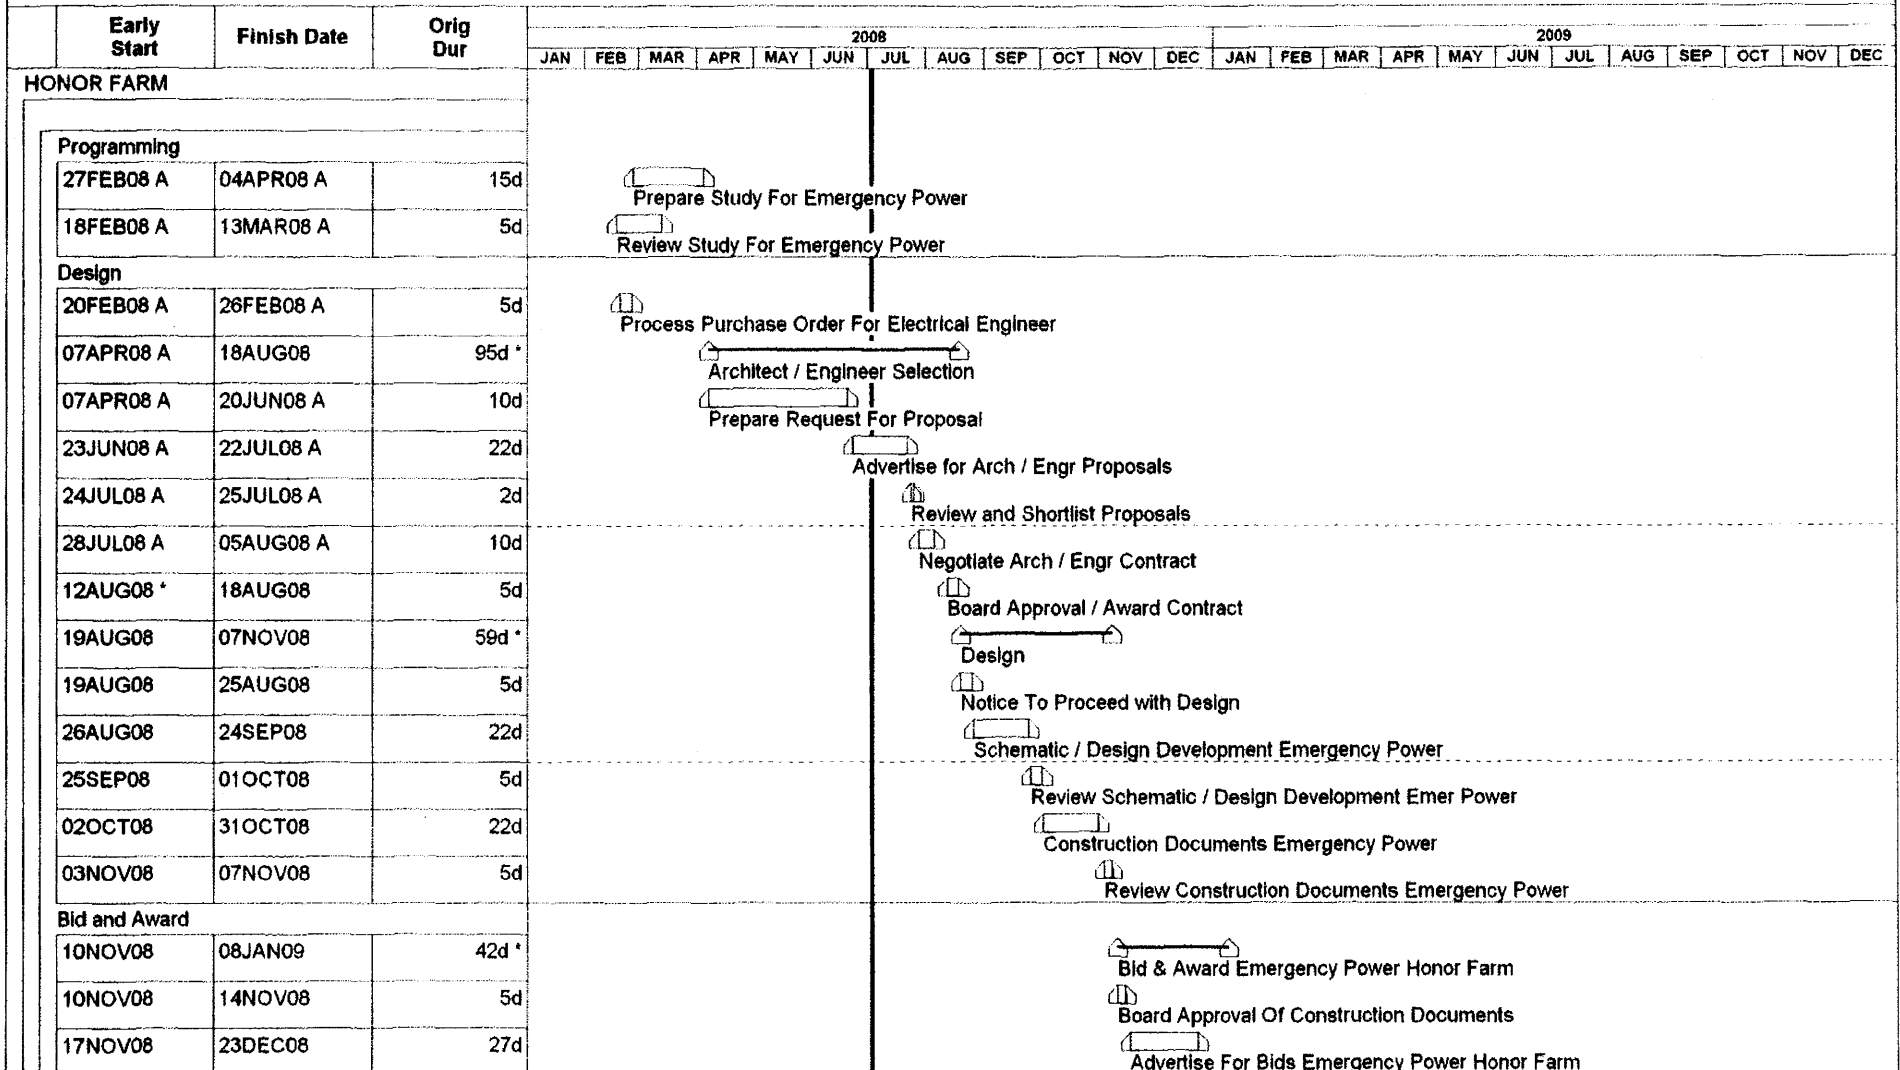 Early Start Finish Date Orig Dur
2008 2009
JAN FEB MAR APR MAY JUN JUL AUG SEP OCT NOV DEC JAN FEB MAR APR MAY JUN JUL AUG SEP OCT NOV DEC
HONOR FARM
Programming
27FEB08 A 04APR08 A 15d
Prepare Study For Emergency Power
18FEB08 A 13MAR08 A 5d
Review Study For Emergency Power
Design
20FEB08 A 26FEB08 A 5d
Process Purchase Order For Electrical Engineer
07APR08 A 18AUG08 95d *
Architect / Engineer Selection
07APR08 A 20JUN08 A 10d
Prepare Request For Proposal
23JUN08 A 22JUL08 A 22d
Advertise for Arch / Engr Proposals
24JUL08 A 25JUL08 A 2d
Review and Shortlist Proposals
28JUL08 A 05AUG08 A 10d
Negotiate Arch / Engr Contract
12AUG08 * 18AUG08 5d
Board Approval / Award Contract
19AUG08 07NOV08 59d *
Design
19AUG08 25AUG08 5d
Notice To Proceed with Design
26AUG08 24SEP08 22d
Schematic / Design Development Emergency Power
25SEP08 01OCT08 5d
Review Schematic / Design Development Emer Power
02OCT08 31OCT08 22d
Construction Documents Emergency Power
03NOV08 07NOV08 5d
Review Construction Documents Emergency Power
Bid and Award
10NOV08 08JAN09 42d *
Bid & Award Emergency Power Honor Farm
10NOV08 14NOV08 5d
Board Approval Of Construction Documents
17NOV08 23DEC08 27d
Advertise For Bids Emergency Power Honor Farm